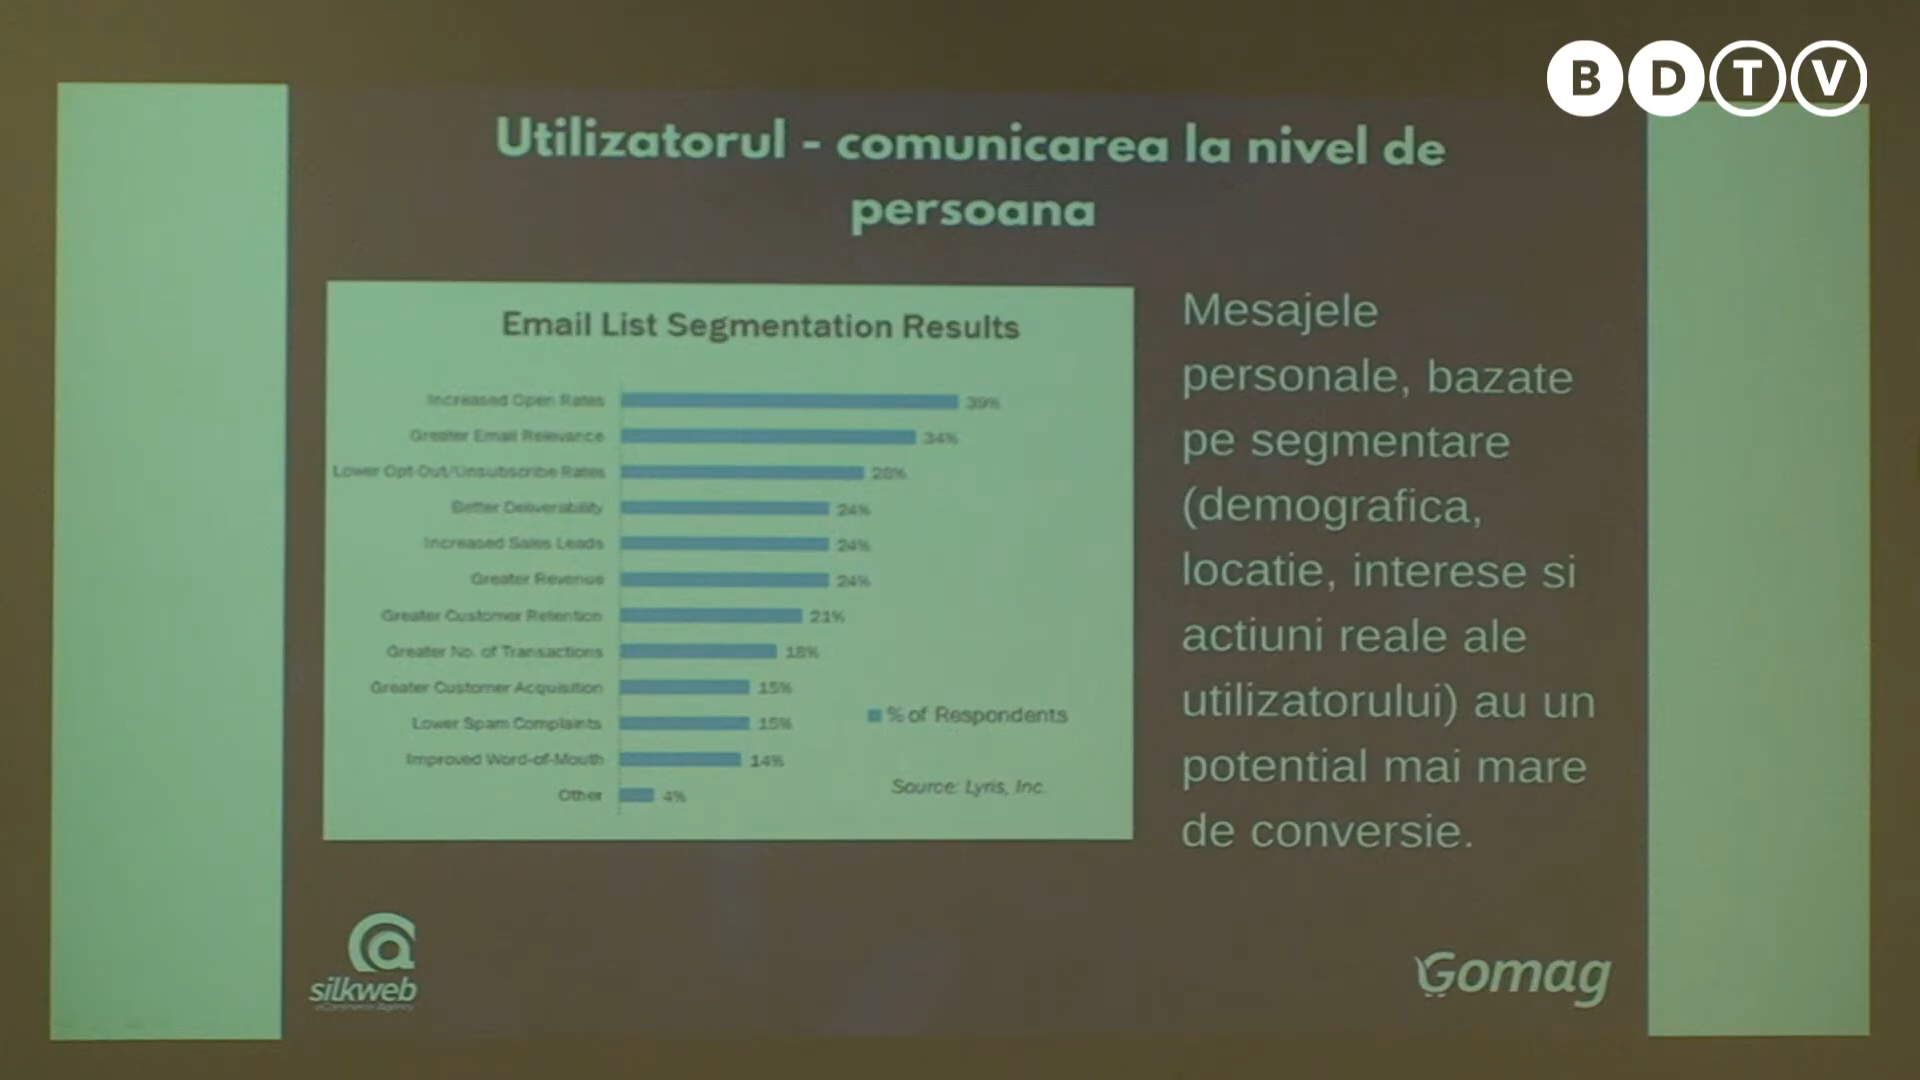 BDTV
Utilizatorul - comunicarea la nivel de
persoana
Email List Segmentation Results
Increased Open Rates 39%
Greater Email Relevance 34%
Lower Opt-Out/Unsubscribe Rates 28%
Better Deliverability 24%
Increased Sales Leads 24%
Greater Revenue 24%
Greater Customer Retention 21%
Greater No. of Transactions 18%
Greater Customer Acquisition 15%
Lower Spam Complaints 15%
Improved Word-of-Mouth 14%
Other 4%
% of Respondents
Source: Lyris, Inc.
Mesajele
personale, bazate
pe segmentare
(demografica,
locatie, interese si
actiuni reale ale
utilizatorului) au un
potential mai mare
de conversie.
silkweb
eCommerce Agency
Gomag